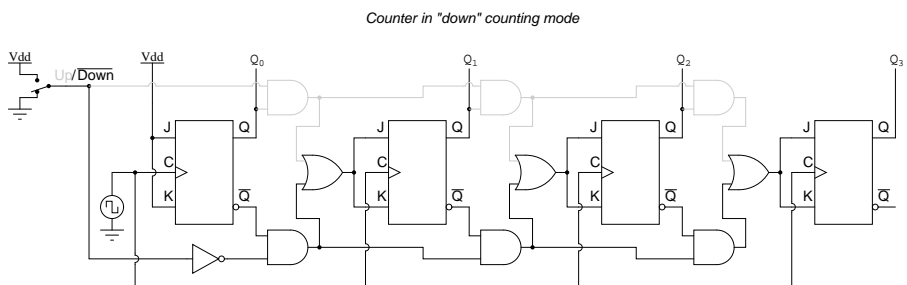 Counter in "down" counting mode
Vdd
Up/Down
Vdd
Q0
Q1
Q2
Q3
J Q
C
K Q
J Q
C
K Q
J Q
C
K Q
J Q
C
K Q